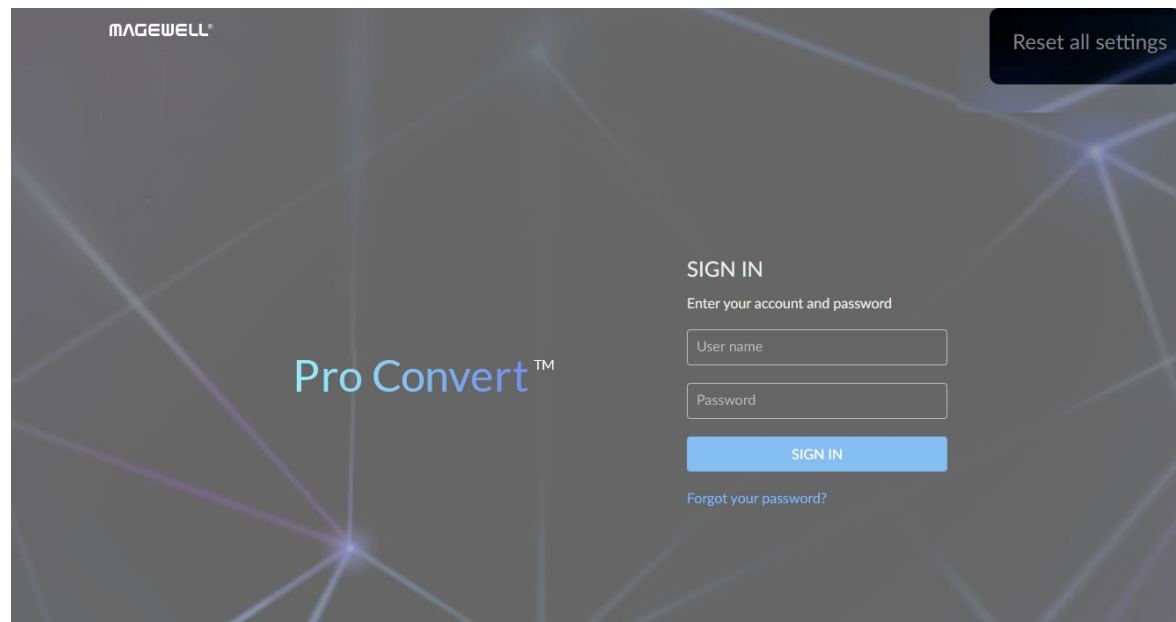 MAGEWELL®
Reset all settings
SIGN IN
Enter your account and password
User name
Pro Convert™
Password
SIGN IN
Forgot your password?